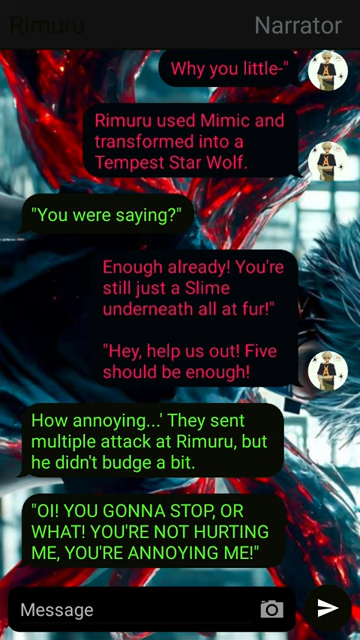 Rimuru
Narrator
Why you little-"
Rimuru used Mimic and
transformed into a
Tempest Star Wolf.
"You were saying?"
Enough already! You're
still just a Slime
underneath all at fur!"
"Hey, help us out! Five
should be enough!
How annoying...' They sent
multiple attack at Rimuru, but
he didn't budge a bit.
"OI! YOU GONNA STOP, OR
WHAT! YOU'RE NOT HURTING
ME, YOU'RE ANNOYING ME!"
Message